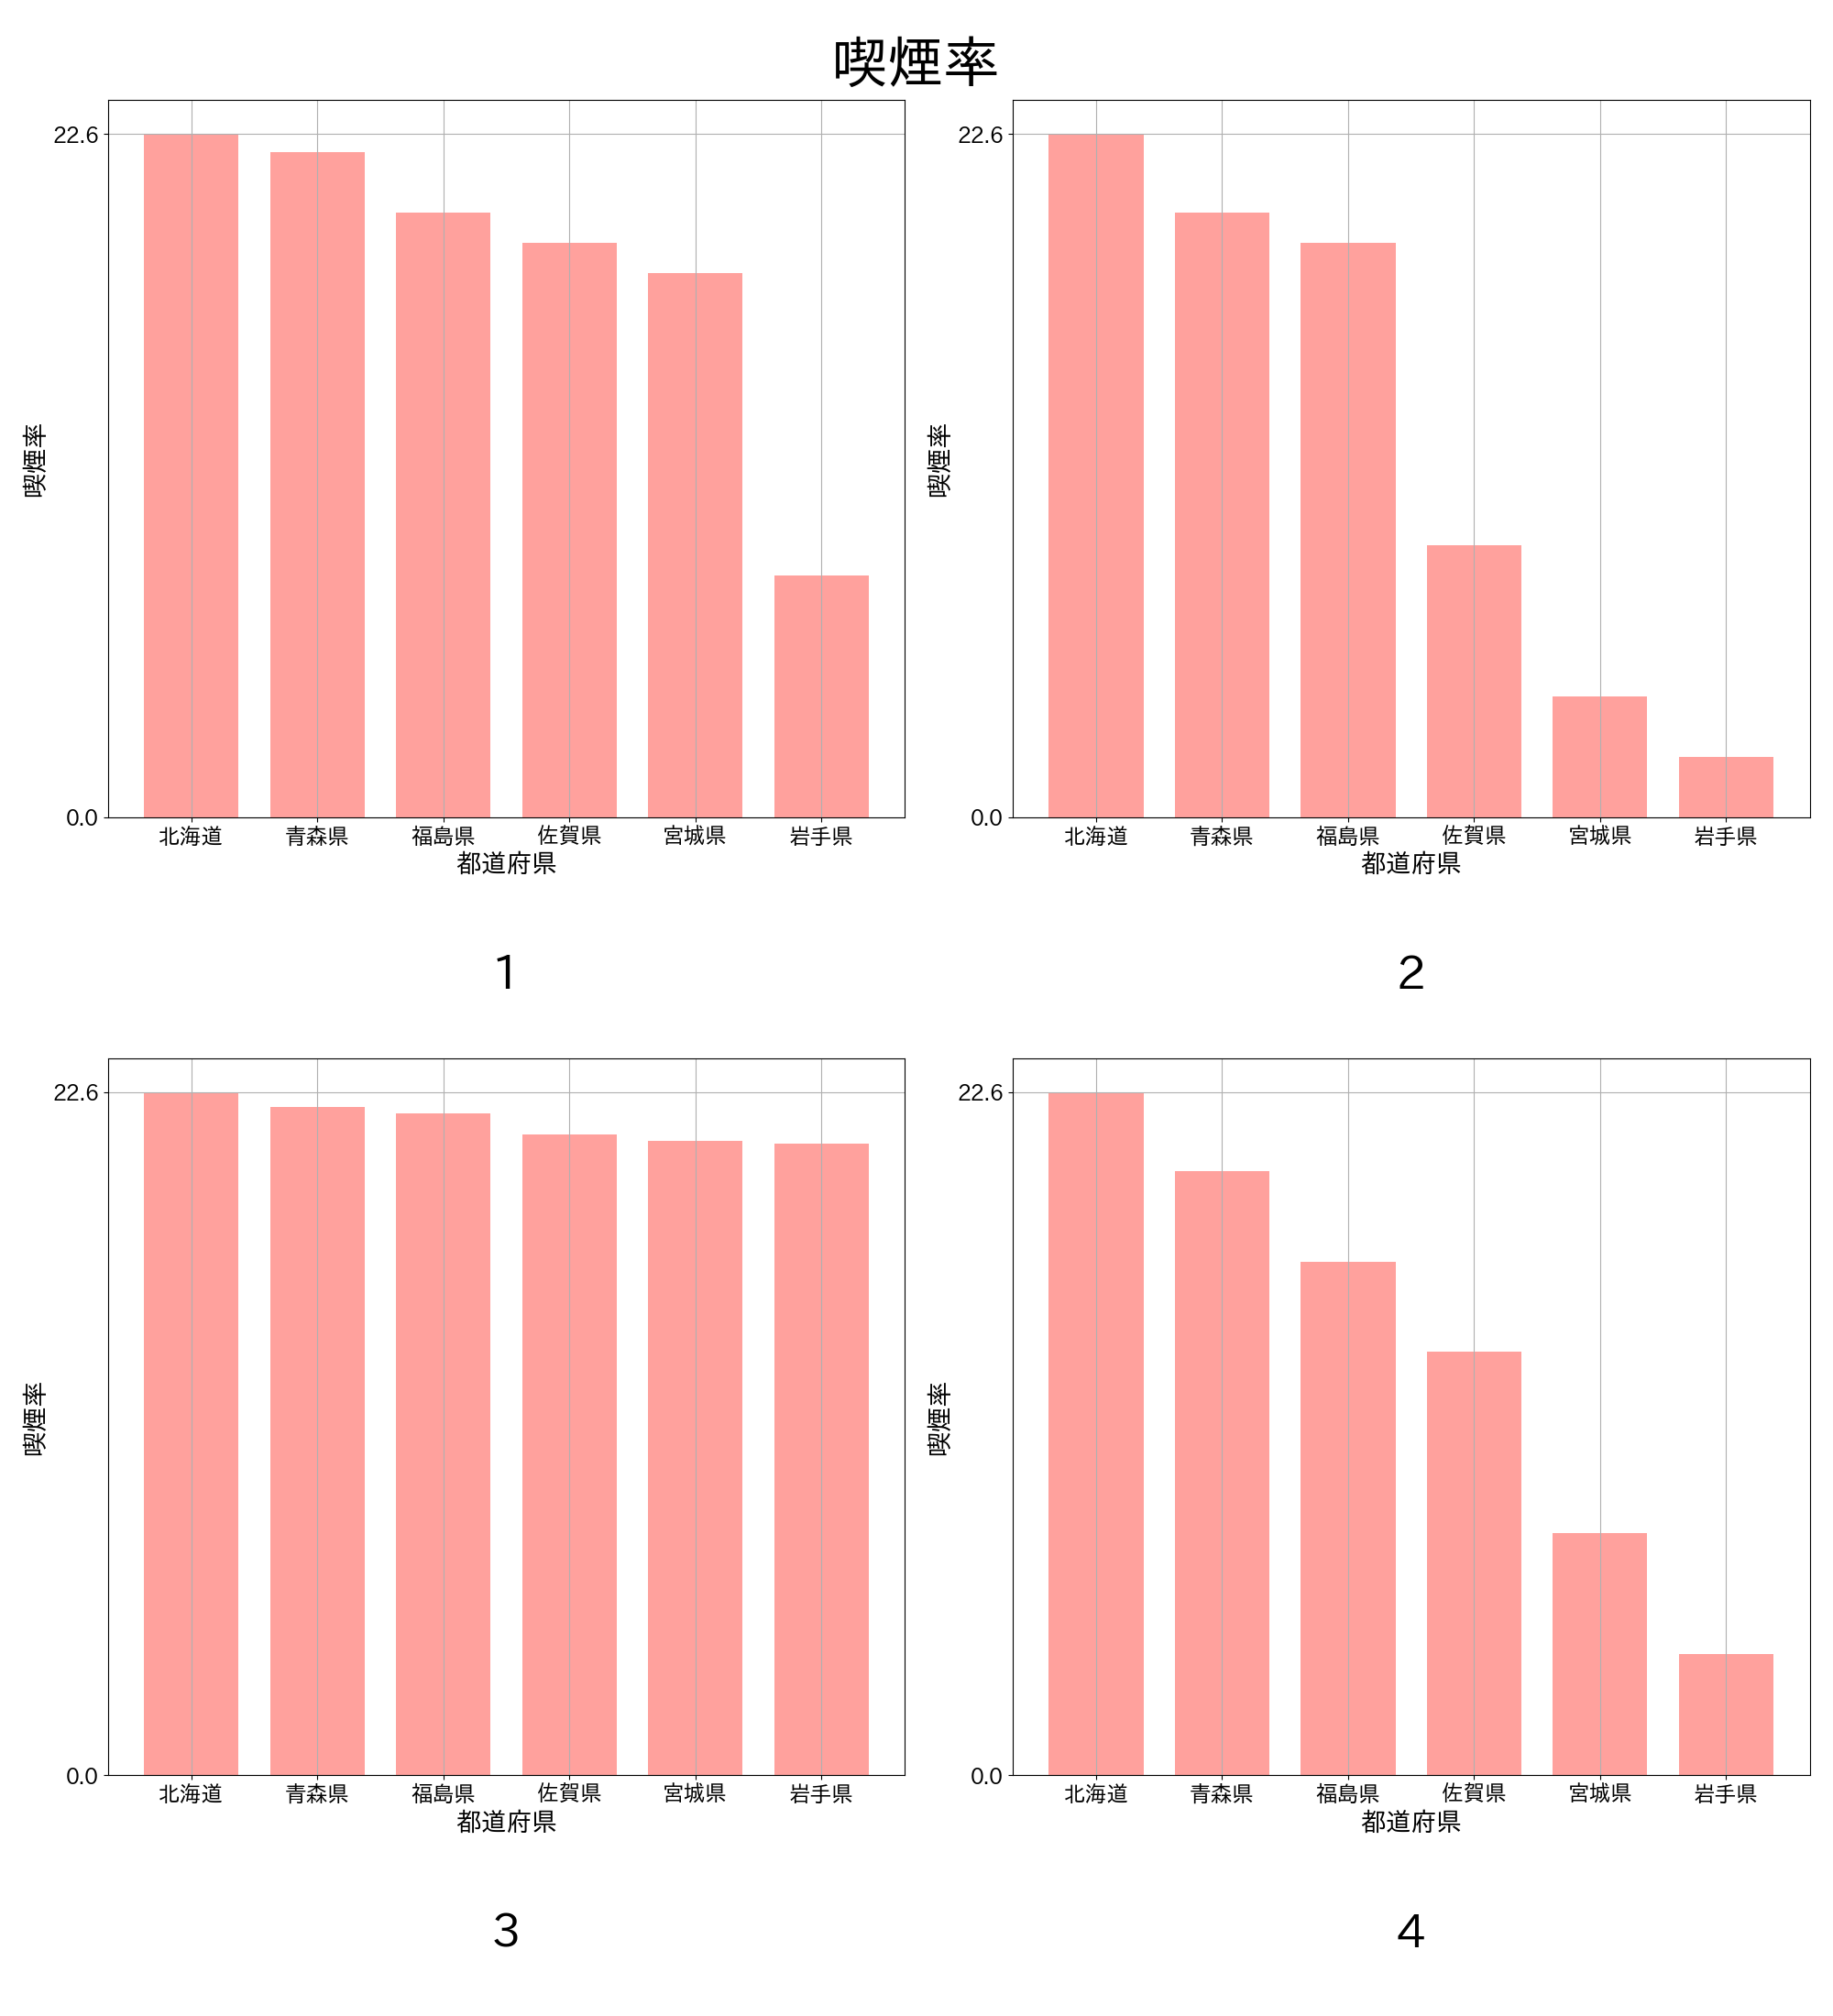 喫煙率
22.6
0.0
喫煙率
北海道 青森県 福島県 佐賀県 宮城県 岩手県
都道府県
1
22.6
0.0
喫煙率
北海道 青森県 福島県 佐賀県 宮城県 岩手県
都道府県
2
22.6
0.0
喫煙率
北海道 青森県 福島県 佐賀県 宮城県 岩手県
都道府県
3
22.6
0.0
喫煙率
北海道 青森県 福島県 佐賀県 宮城県 岩手県
都道府県
4